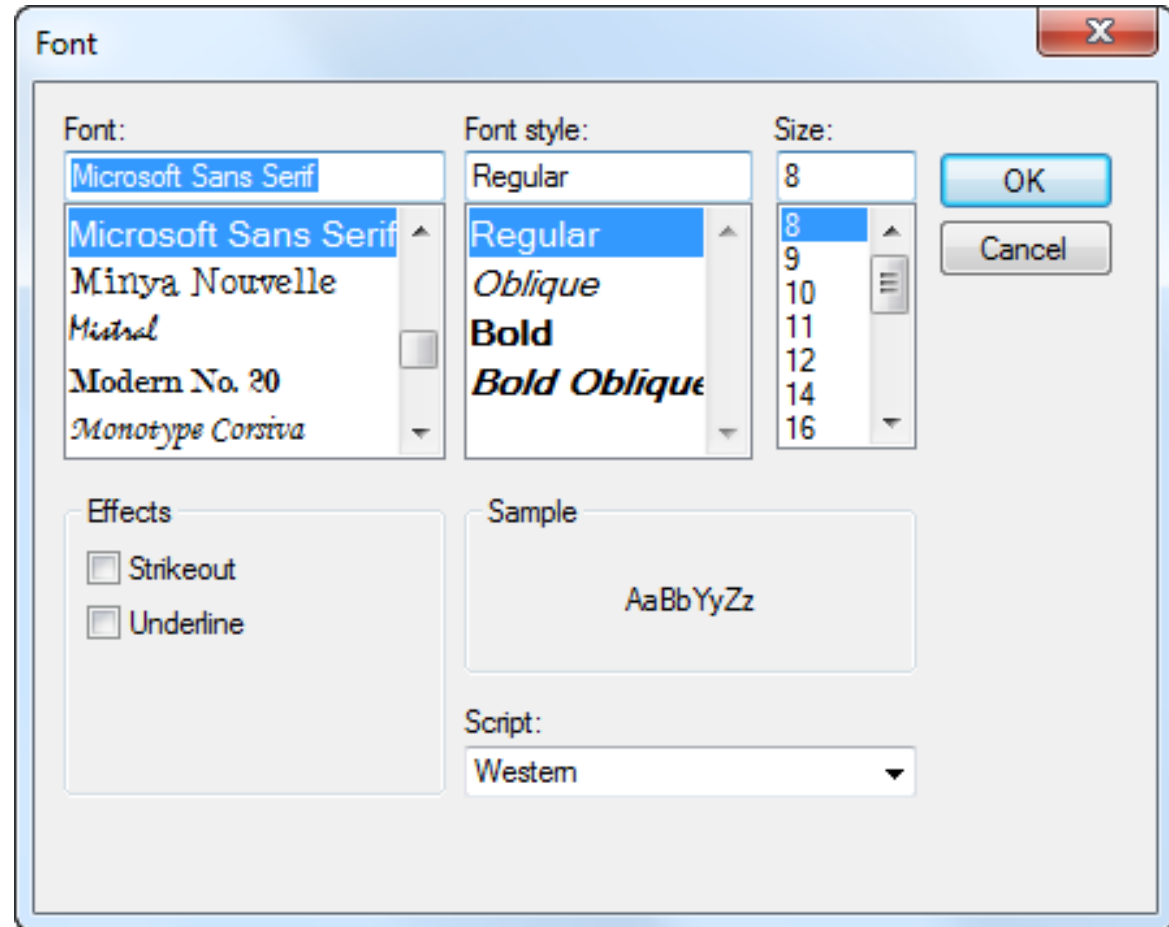 Font
Font:
Microsoft Sans Serif
Microsoft Sans Serif
Minya Nouvelle
Mistral
Modern No. 20
Monotype Corsiva
Font style:
Regular
Regular
Oblique
Bold
Bold Oblique
Size:
8
8
9
10
11
12
14
16
OK
Cancel
Effects
Strikeout
Underline
Sample
AaBbYyZz
Script:
Western